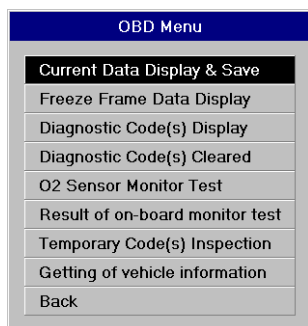 OBD Menu
Current Data Display & Save
Freeze Frame Data Display
Diagnostic Code(s) Display
Diagnostic Code(s) Cleared
O2 Sensor Monitor Test
Result of on-board monitor test
Temporary Code(s) Inspection
Getting of vehicle information
Back